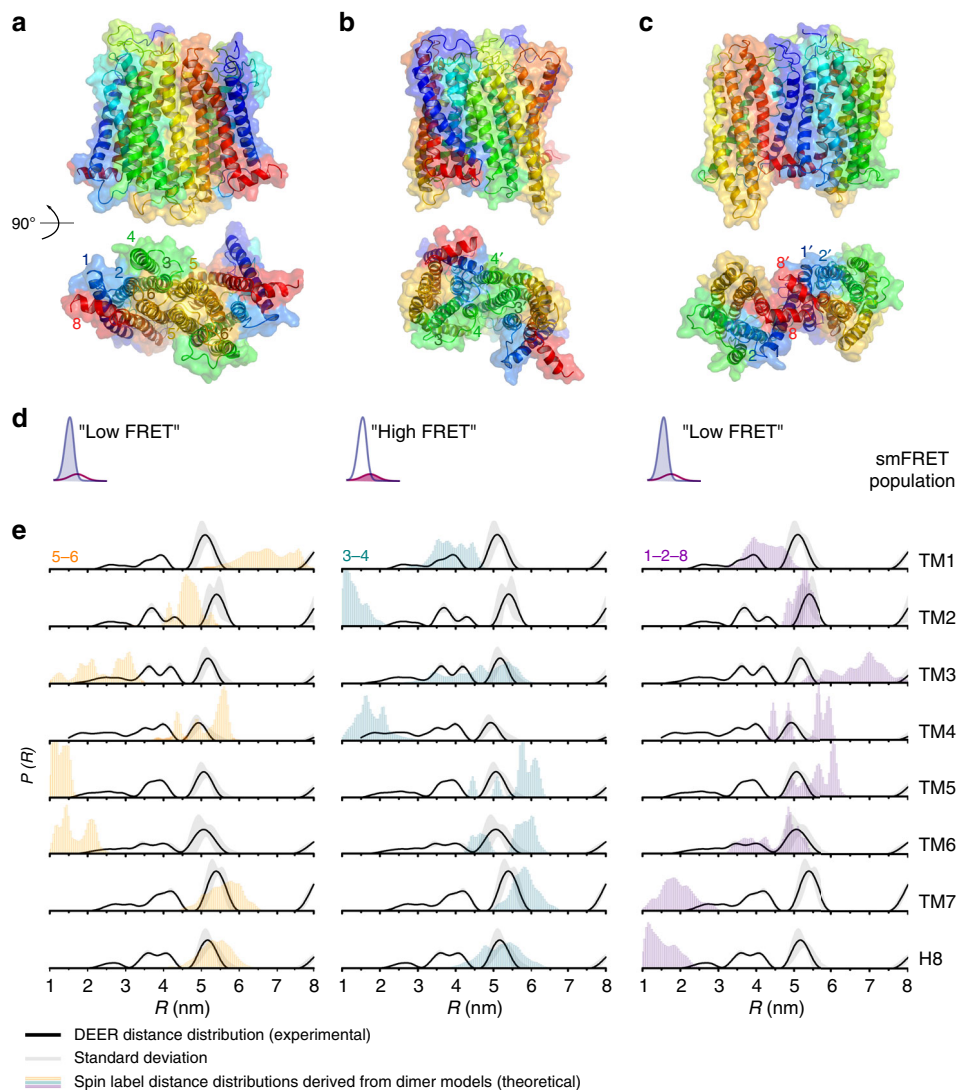 a
b
c
90°
4
1
2
3
5
6
5
6
8
4′
3′
3
4
1′
2′
8′
8
1
2
d
"Low FRET"
"High FRET"
"Low FRET"
smFRET
population
e
5–6
3–4
1–2–8
TM1
TM2
TM3
TM4
TM5
TM6
TM7
H8
P (R)
1 2 3 4 5 6 7 8
1 2 3 4 5 6 7 8
1 2 3 4 5 6 7 8
R (nm)
R (nm)
R (nm)
DEER distance distribution (experimental)
Standard deviation
Spin label distance distributions derived from dimer models (theoretical)